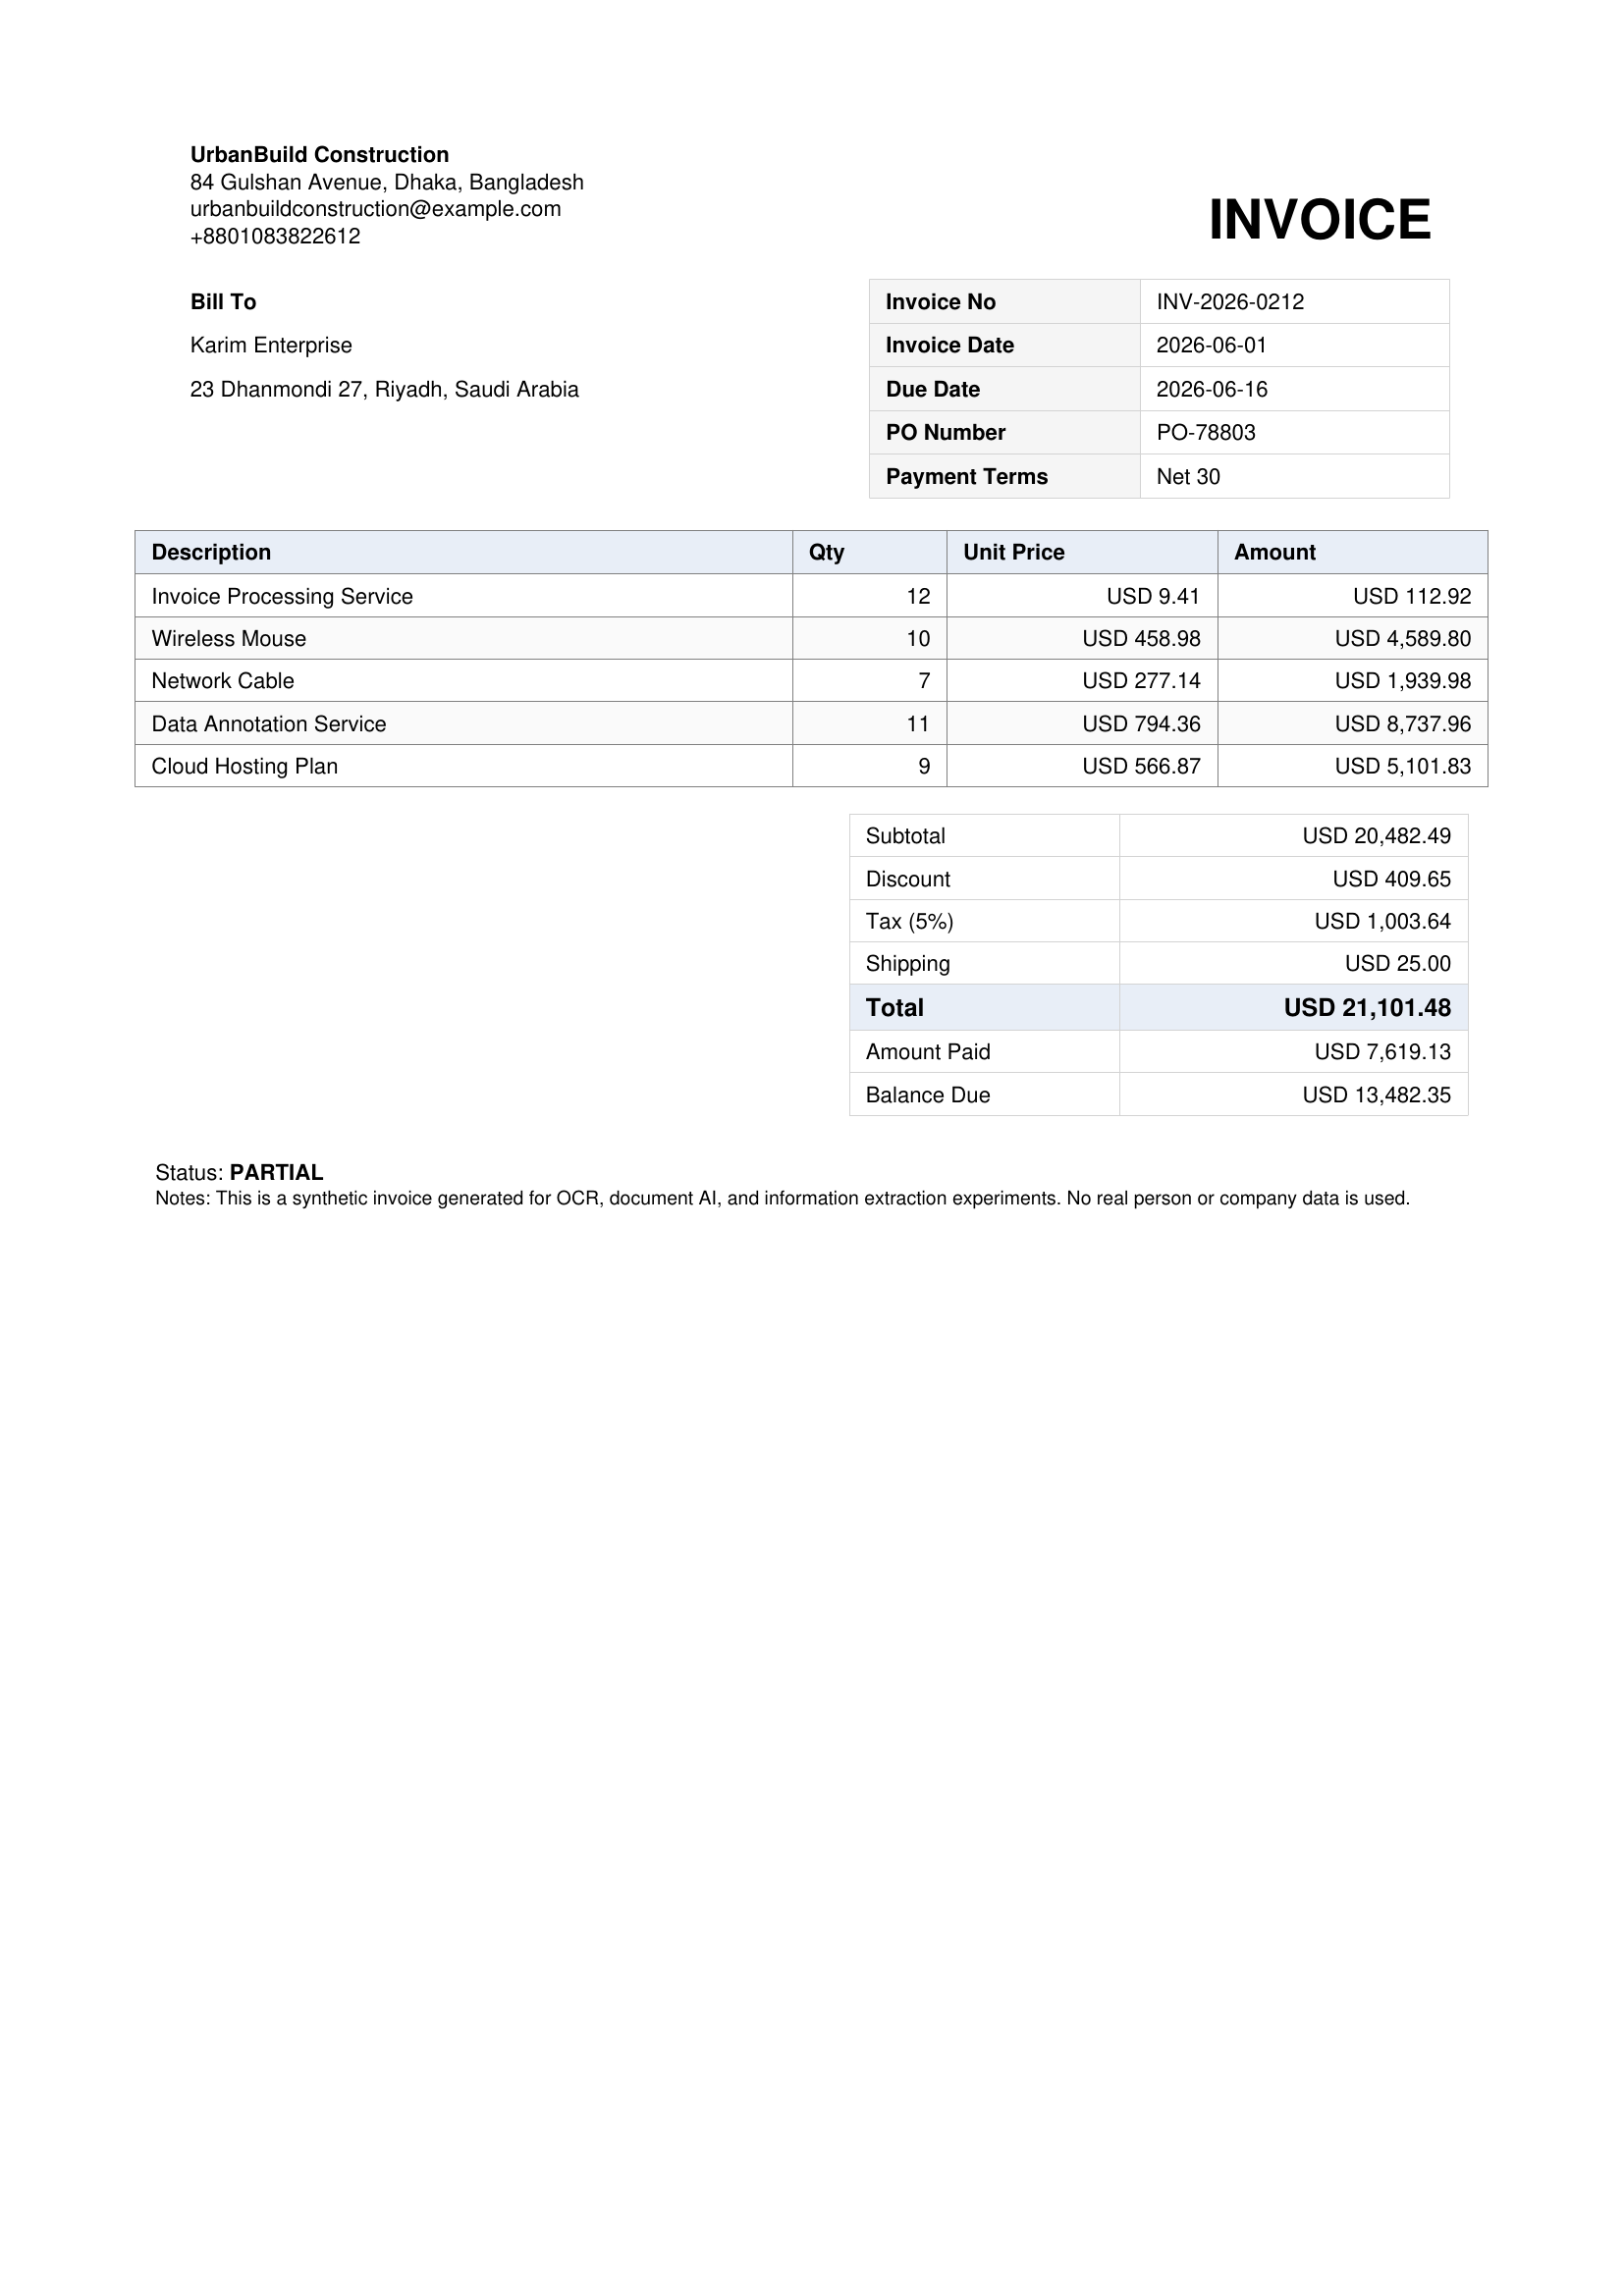 UrbanBuild Construction
84 Gulshan Avenue, Dhaka, Bangladesh
urbanbuildconstruction@example.com
+8801083822612
INVOICE
Bill To
Karim Enterprise
23 Dhanmondi 27, Riyadh, Saudi Arabia
Invoice No INV-2026-0212
Invoice Date 2026-06-01
Due Date 2026-06-16
PO Number PO-78803
Payment Terms Net 30
Description Qty Unit Price Amount
Invoice Processing Service 12 USD 9.41 USD 112.92
Wireless Mouse 10 USD 458.98 USD 4,589.80
Network Cable 7 USD 277.14 USD 1,939.98
Data Annotation Service 11 USD 794.36 USD 8,737.96
Cloud Hosting Plan 9 USD 566.87 USD 5,101.83
Subtotal USD 20,482.49
Discount USD 409.65
Tax (5%) USD 1,003.64
Shipping USD 25.00
Total USD 21,101.48
Amount Paid USD 7,619.13
Balance Due USD 13,482.35
Status: PARTIAL
Notes: This is a synthetic invoice generated for OCR, document AI, and information extraction experiments. No real person or company data is used.